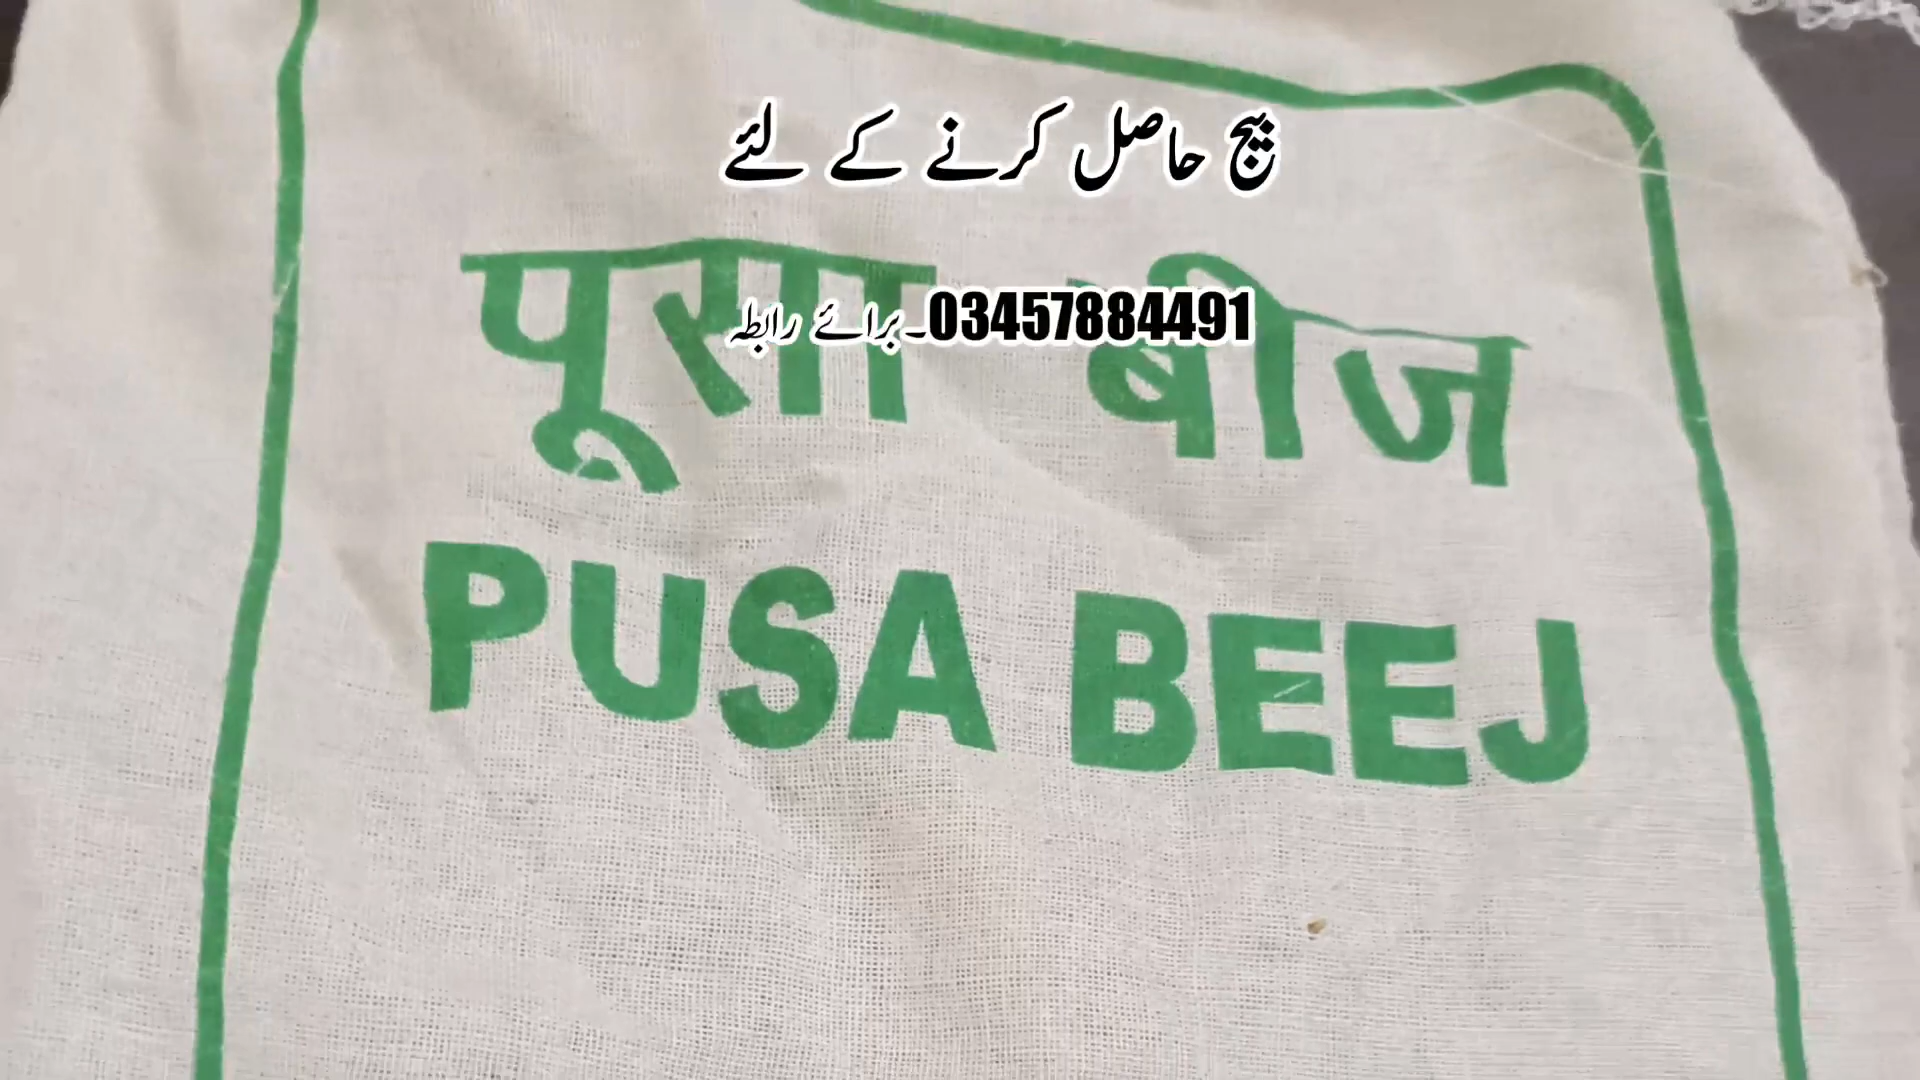 بیج حاصل کرنے کے لئے
برائے رابطہ۔03457884491
पूसा बीज
PUSA BEEJ